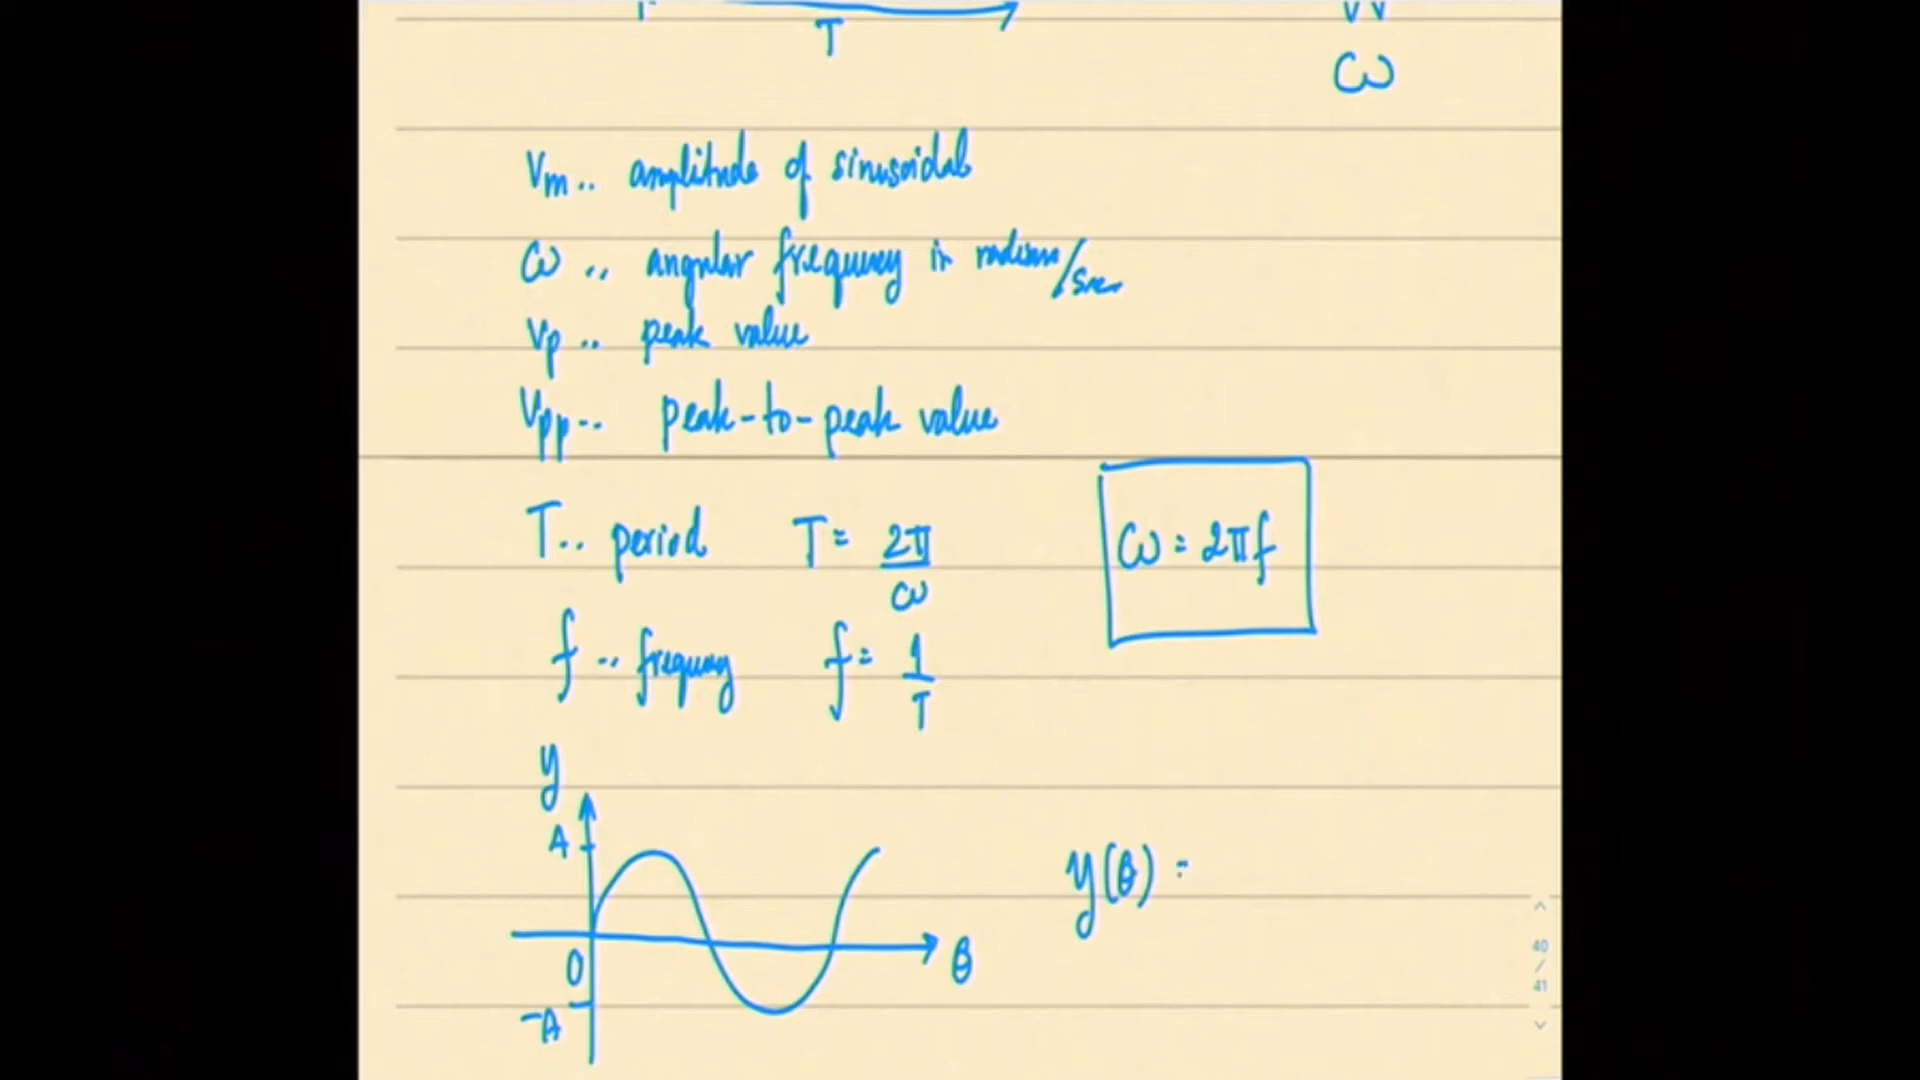 T
ω
Vm.. amplitude of sinusoidal
ω .. angular frequency in radians/sec
Vp .. peak value
Vpp.. peak-to-peak value
T.. period T = 2π/ω ω = 2πf
f .. frequency f = 1/T
y
A
y(θ) =
0
θ
-A
40
/
41